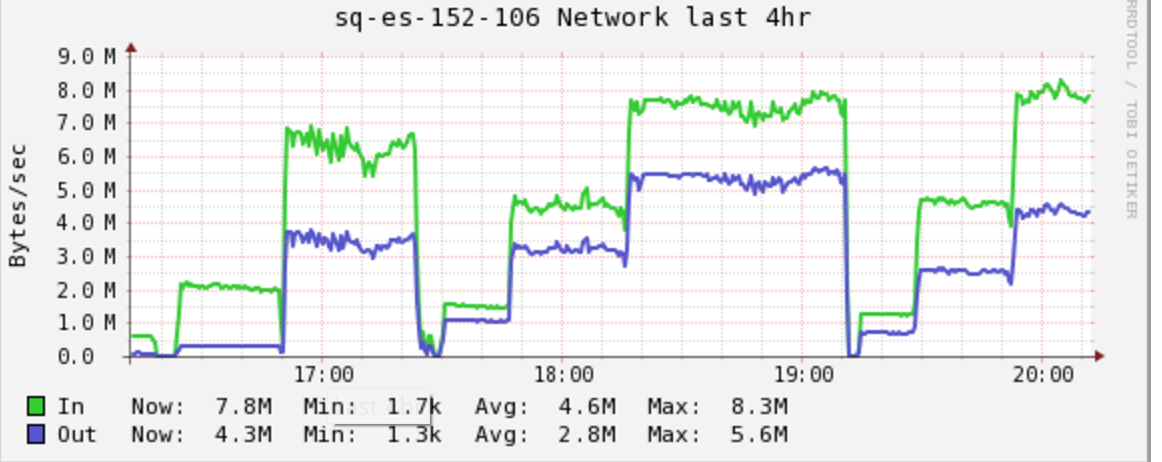 sq-es-152-106 Network last 4hr
RRDTOOL / TOBI OETIKER
Bytes/sec
9.0 M
8.0 M
7.0 M
6.0 M
5.0 M
4.0 M
3.0 M
2.0 M
1.0 M
0.0
17:00 18:00 19:00 20:00
In Now: 7.8M Min: 1.7k Avg: 4.6M Max: 8.3M
Out Now: 4.3M Min: 1.3k Avg: 2.8M Max: 5.6M